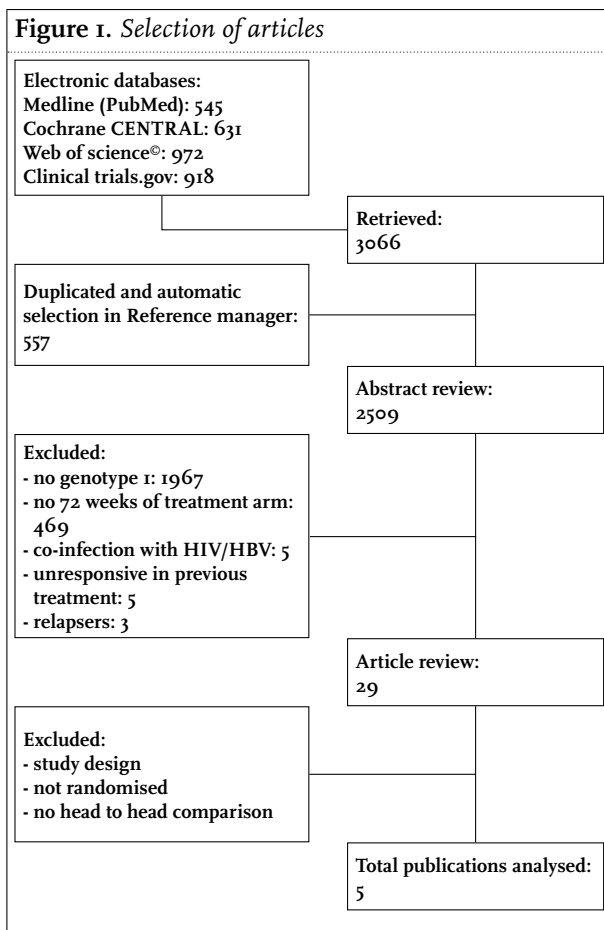 Figure 1. Selection of articles
Electronic databases:
Medline (PubMed): 545
Cochrane CENTRAL: 631
Web of science©: 972
Clinical trials.gov: 918
Retrieved:
3066
Duplicated and automatic
selection in Reference manager:
557
Abstract review:
2509
Excluded:
- no genotype 1: 1967
- no 72 weeks of treatment arm:
469
- co-infection with HIV/HBV: 5
- unresponsive in previous
treatment: 5
- relapsers: 3
Article review:
29
Excluded:
- study design
- not randomised
- no head to head comparison
Total publications analysed:
5